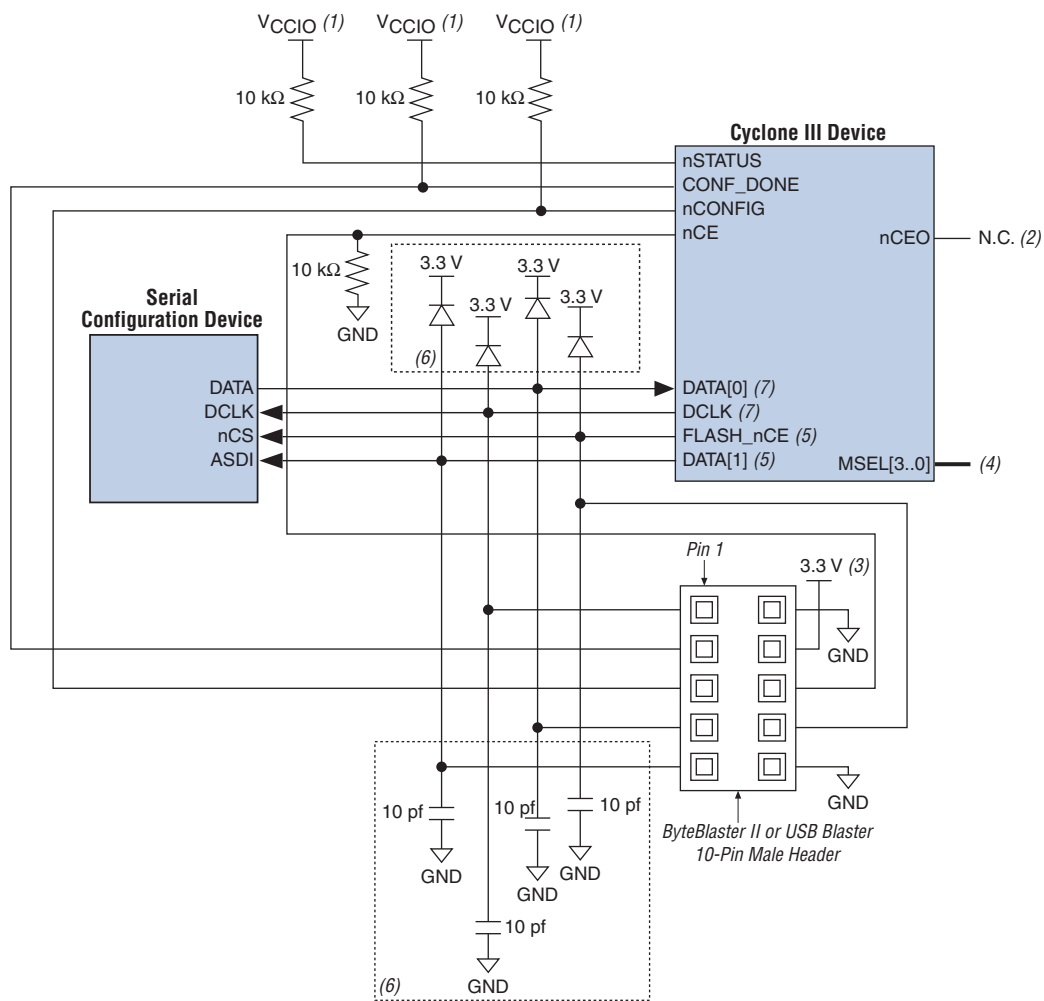 VCCIO (1) VCCIO (1) VCCIO (1)
10 kΩ 10 kΩ 10 kΩ
Cyclone III Device
nSTATUS
CONF_DONE
nCONFIG
nCE
nCEO N.C. (2)
10 kΩ
GND
3.3 V 3.3 V
3.3 V 3.3 V
(6)
Serial
Configuration Device
DATA
DCLK
nCS
ASDI
DATA[0] (7)
DCLK (7)
FLASH_nCE (5)
DATA[1] (5)
MSEL[3..0] (4)
Pin 1
3.3 V (3)
GND
GND
10 pf 10 pf 10 pf
GND GND GND
10 pf
GND
(6)
ByteBlaster II or USB Blaster
10-Pin Male Header